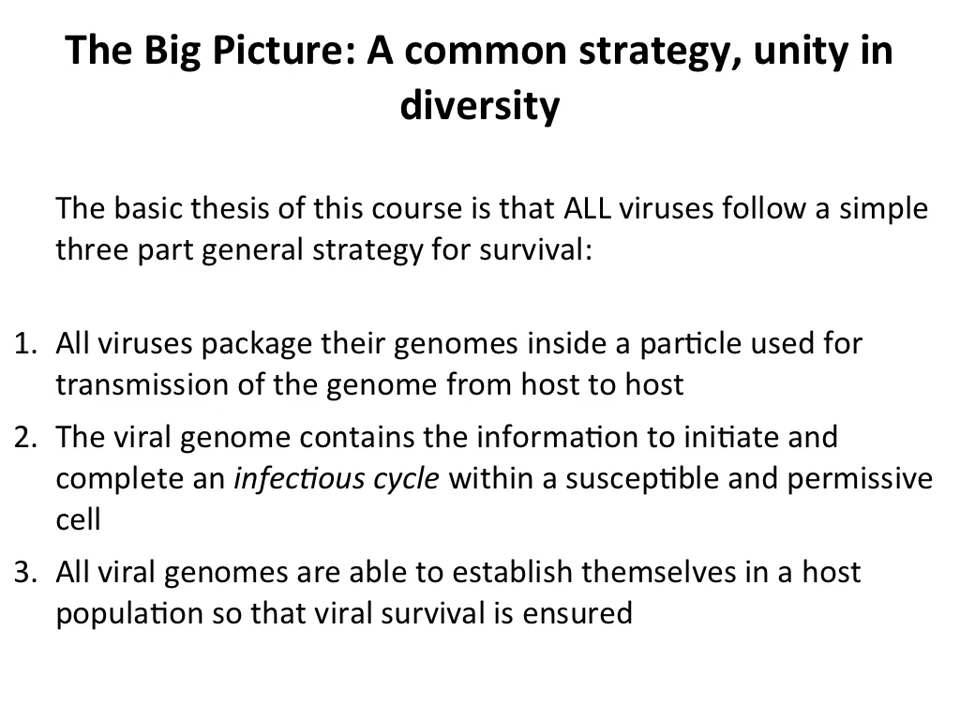 The Big Picture: A common strategy, unity in
diversity
The basic thesis of this course is that ALL viruses follow a simple
three part general strategy for survival:
1. All viruses package their genomes inside a particle used for
transmission of the genome from host to host
2. The viral genome contains the information to initiate and
complete an infectious cycle within a susceptible and permissive
cell
3. All viral genomes are able to establish themselves in a host
population so that viral survival is ensured